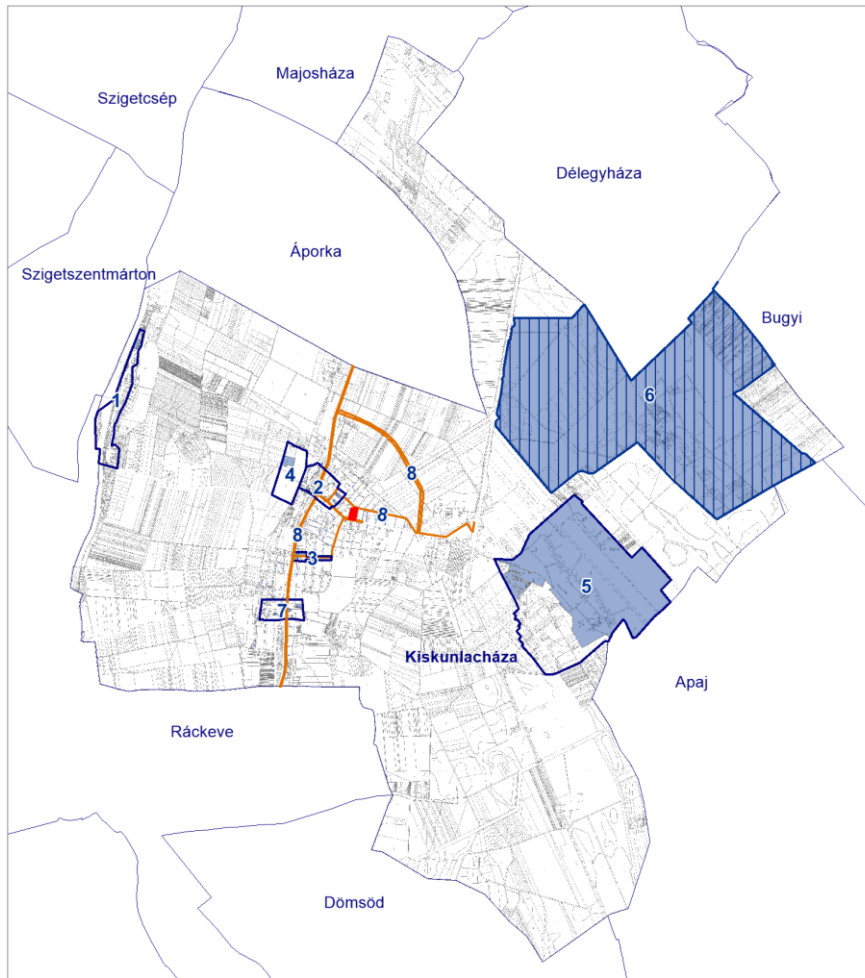 Majosháza
Szigetcsép
Délegyháza
Áporka
Szigetszentmárton
Bugyi
1
6
8
4
2
8
8
3
5
7
Kiskunlacháza
Apaj
Ráckeve
Dömsöd